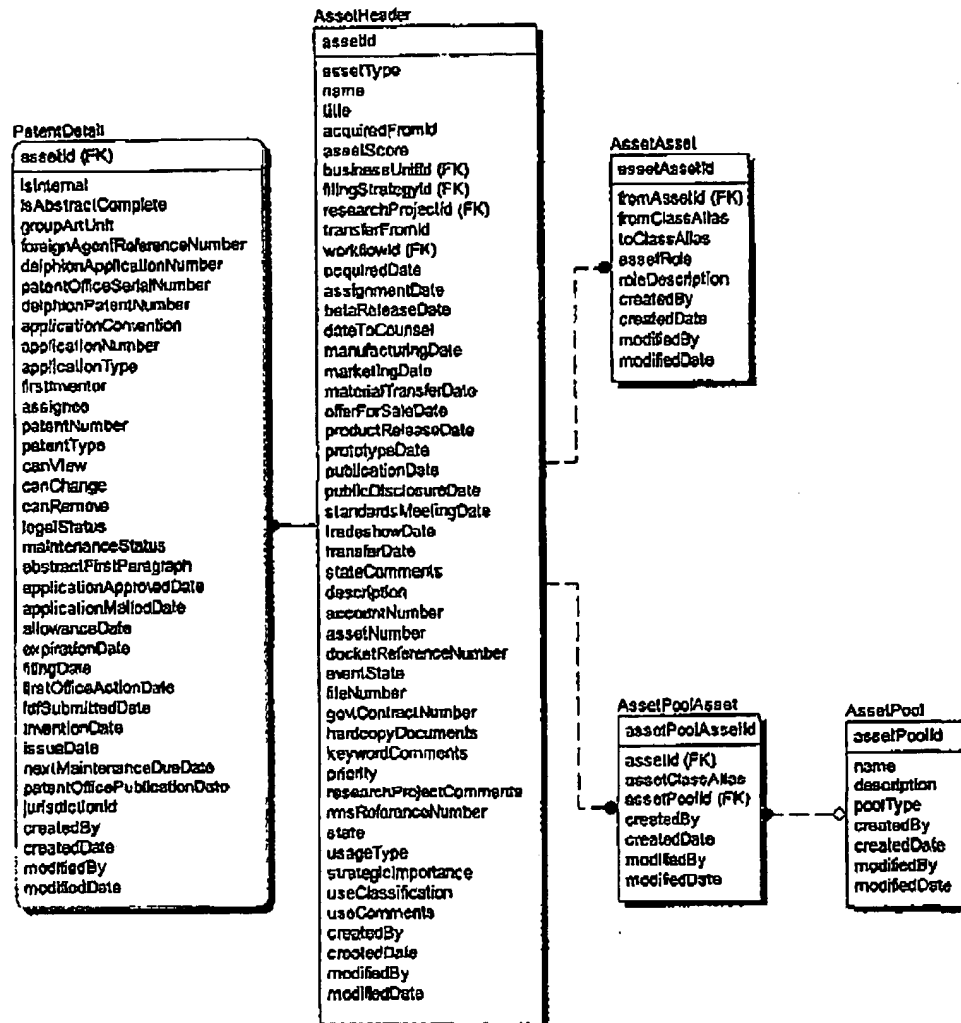 AssetHeader
assetId
assetType
name
title
acquiredFromId
assetScore
businessUnitId (FK)
filingStrategyId (FK)
researchProjectId (FK)
transferFromId
workflowId (FK)
acquiredDate
assignmentDate
betaReleaseDate
dateToCounsel
manufacturingDate
marketingDate
materialTransferDate
offerForSaleDate
productReleaseDate
prototypeDate
publicationDate
publicDisclosureDate
standardsMeetingDate
tradeshowDate
transferDate
stateComments
description
accountNumber
assetNumber
docketReferenceNumber
eventState
fileNumber
govtContractNumber
hardcopyDocuments
keywordComments
priority
researchProjectComments
rmsReferenceNumber
state
usageType
strategicImportance
useClassification
useComments
createdBy
createdDate
modifiedBy
modifiedDate
PatentDetail
assetId (FK)
isInternal
isAbstractComplete
groupArtUnit
foreignAgentReferenceNumber
delphionApplicationNumber
patentOfficeSerialNumber
delphionPatentNumber
applicationConvention
applicationNumber
applicationType
firstInventor
assignee
patentNumber
patentType
canView
canChange
canRemove
legalStatus
maintenanceStatus
abstractFirstParagraph
applicationApprovedDate
applicationMailedDate
allowanceDate
expirationDate
filingDate
firstOfficeActionDate
idfSubmittedDate
inventionDate
issueDate
nextMaintenanceDueDate
patentOfficePublicationDate
jurisdictionId
createdBy
createdDate
modifiedBy
modifiedDate
AssetAsset
assetAssetId
fromAssetId (FK)
fromClassAlias
toClassAlias
assetRole
roleDescription
createdBy
createdDate
modifiedBy
modifiedDate
AssetPoolAsset
assetPoolAssetId
assetId (FK)
assetClassAlias
assetPoolId (FK)
createdBy
createdDate
modifiedBy
modifiedDate
AssetPool
assetPoolId
name
description
poolType
createdBy
createdDate
modifiedBy
modifiedDate